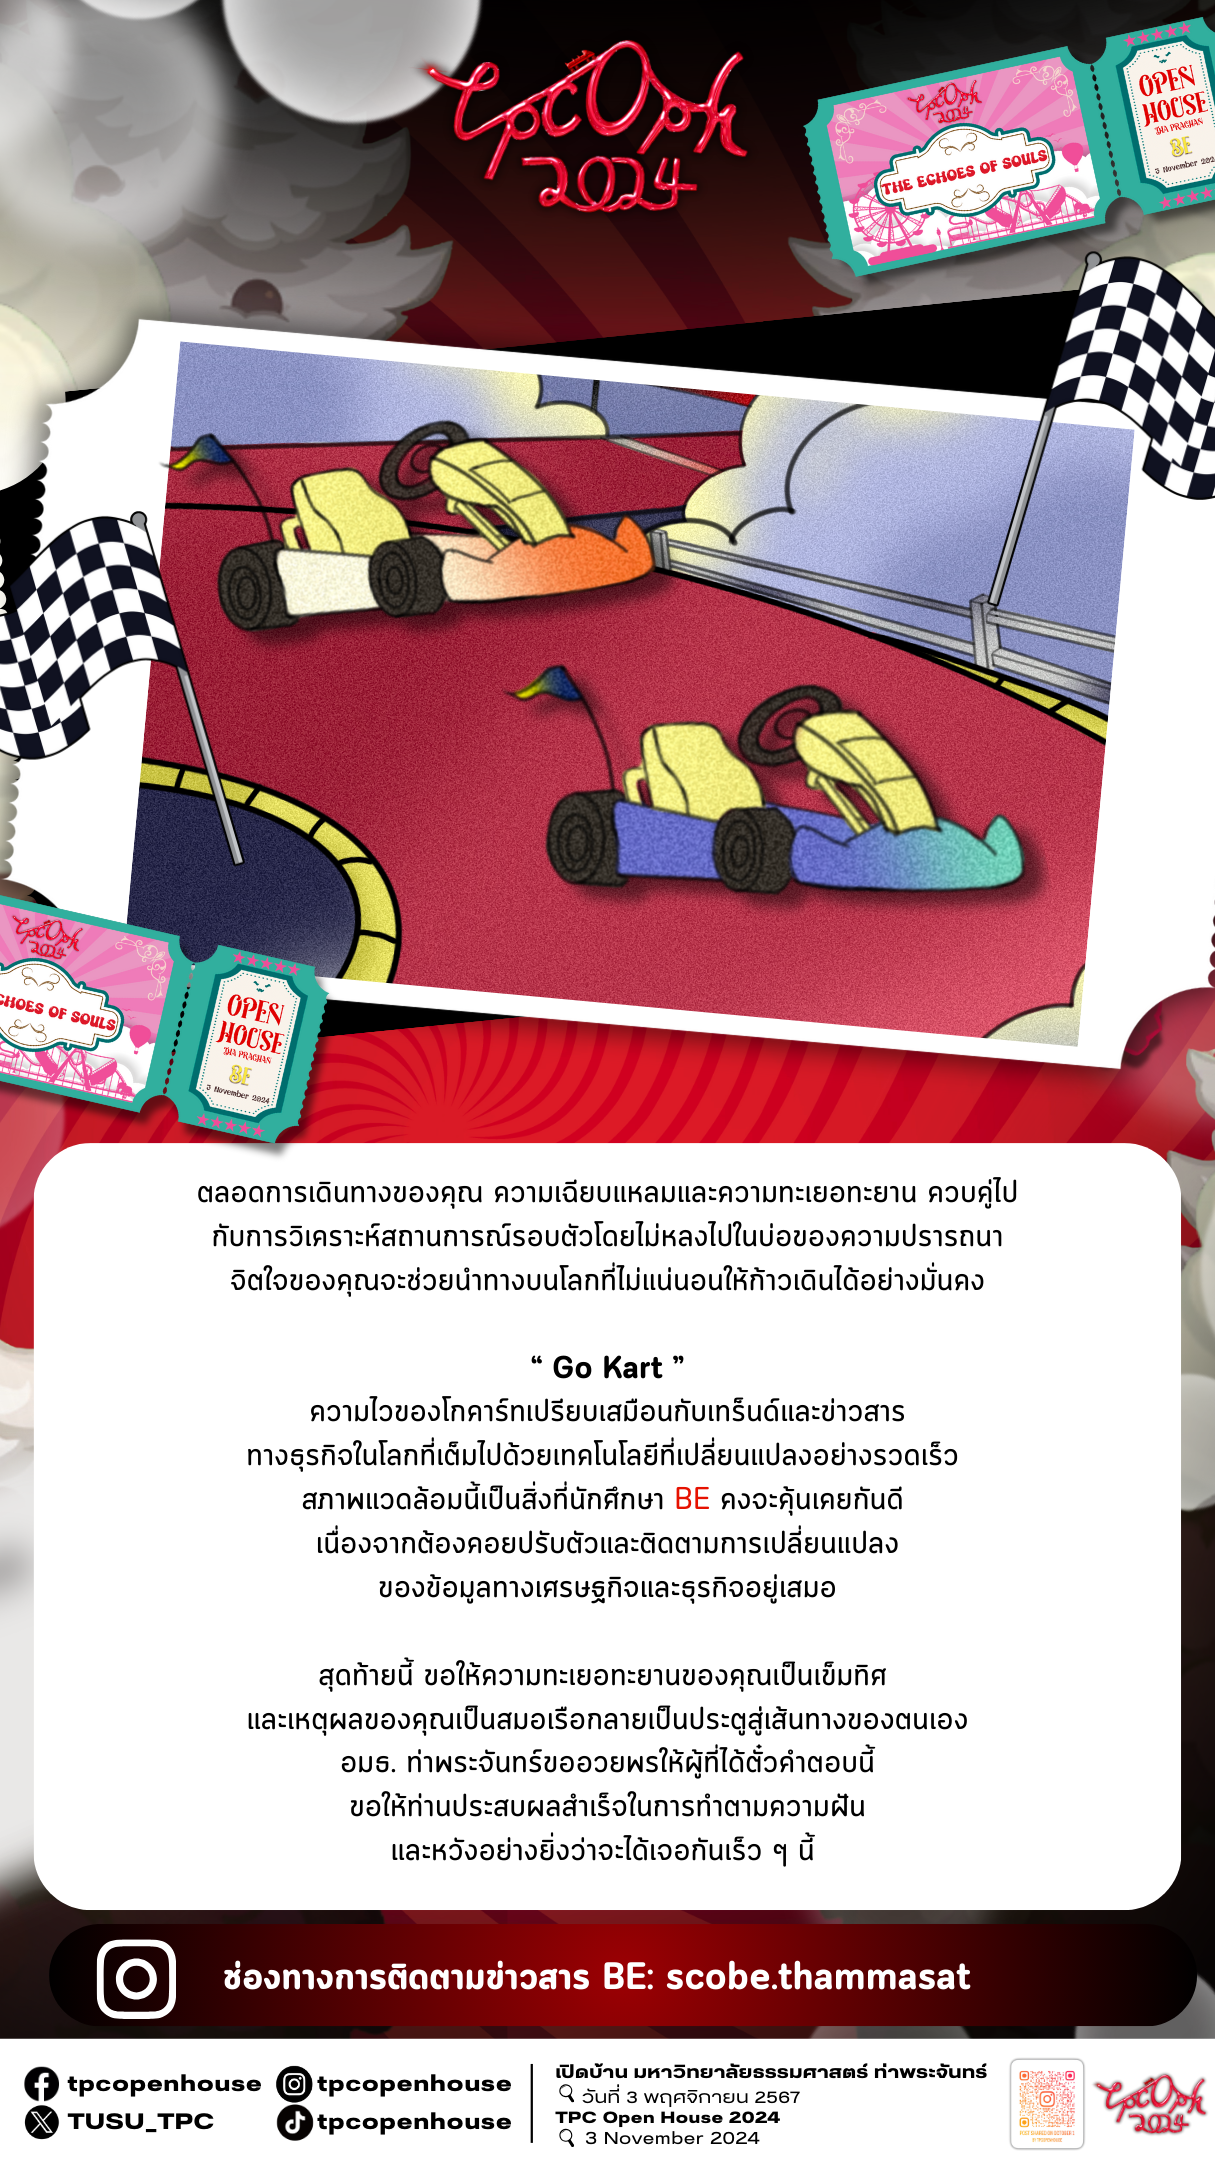 TPCOPH
2024
TPCOPH
2024
THE ECHOES OF SOULS
OPEN
HOUSE
THA PRACHAN
BE
3 November 202
TPCOPH
2024
CHOES OF SOULS
OPEN
HOUSE
THA PRACHAN
BE
3 November 2024
ตลอดการเดินทางของคุณ ความเฉียบแหลมและความทะเยอทะยาน ควบคู่ไป
กับการวิเคราะห์สถานการณ์รอบตัวโดยไม่หลงไปในบ่อของความปรารถนา
จิตใจของคุณจะช่วยนำทางบนโลกที่ไม่แน่นอนให้ก้าวเดินได้อย่างมั่นคง
“ Go Kart ”
ความไวของโกคาร์ทเปรียบเสมือนกับเทร็นด์และข่าวสาร
ทางธุรกิจในโลกที่เต็มไปด้วยเทคโนโลยีที่เปลี่ยนแปลงอย่างรวดเร็ว
สภาพแวดล้อมนี้เป็นสิ่งที่นักศึกษา BE คงจะคุ้นเคยกันดี
เนื่องจากต้องคอยปรับตัวและติดตามการเปลี่ยนแปลง
ของข้อมูลทางเศรษฐกิจและธุรกิจอยู่เสมอ
สุดท้ายนี้ ขอให้ความทะเยอทะยานของคุณเป็นเข็มทิศ
และเหตุผลของคุณเป็นสมอเรือกลายเป็นประตูสู่เส้นทางของตนเอง
อมธ. ท่าพระจันทร์ขออวยพรให้ผู้ที่ได้ตั๋วคำตอบนี้
ขอให้ท่านประสบผลสำเร็จในการทำตามความฝัน
และหวังอย่างยิ่งว่าจะได้เจอกันเร็ว ๆ นี้
ช่องทางการติดตามข่าวสาร BE: scobe.thammasat
tpcopenhouse
tpcopenhouse
TUSU_TPC
tpcopenhouse
เปิดบ้าน มหาวิทยาลัยธรรมศาสตร์ ท่าพระจันทร์
วันที่ 3 พฤศจิกายน 2567
TPC Open House 2024
3 November 2024
TPCOPH
2024